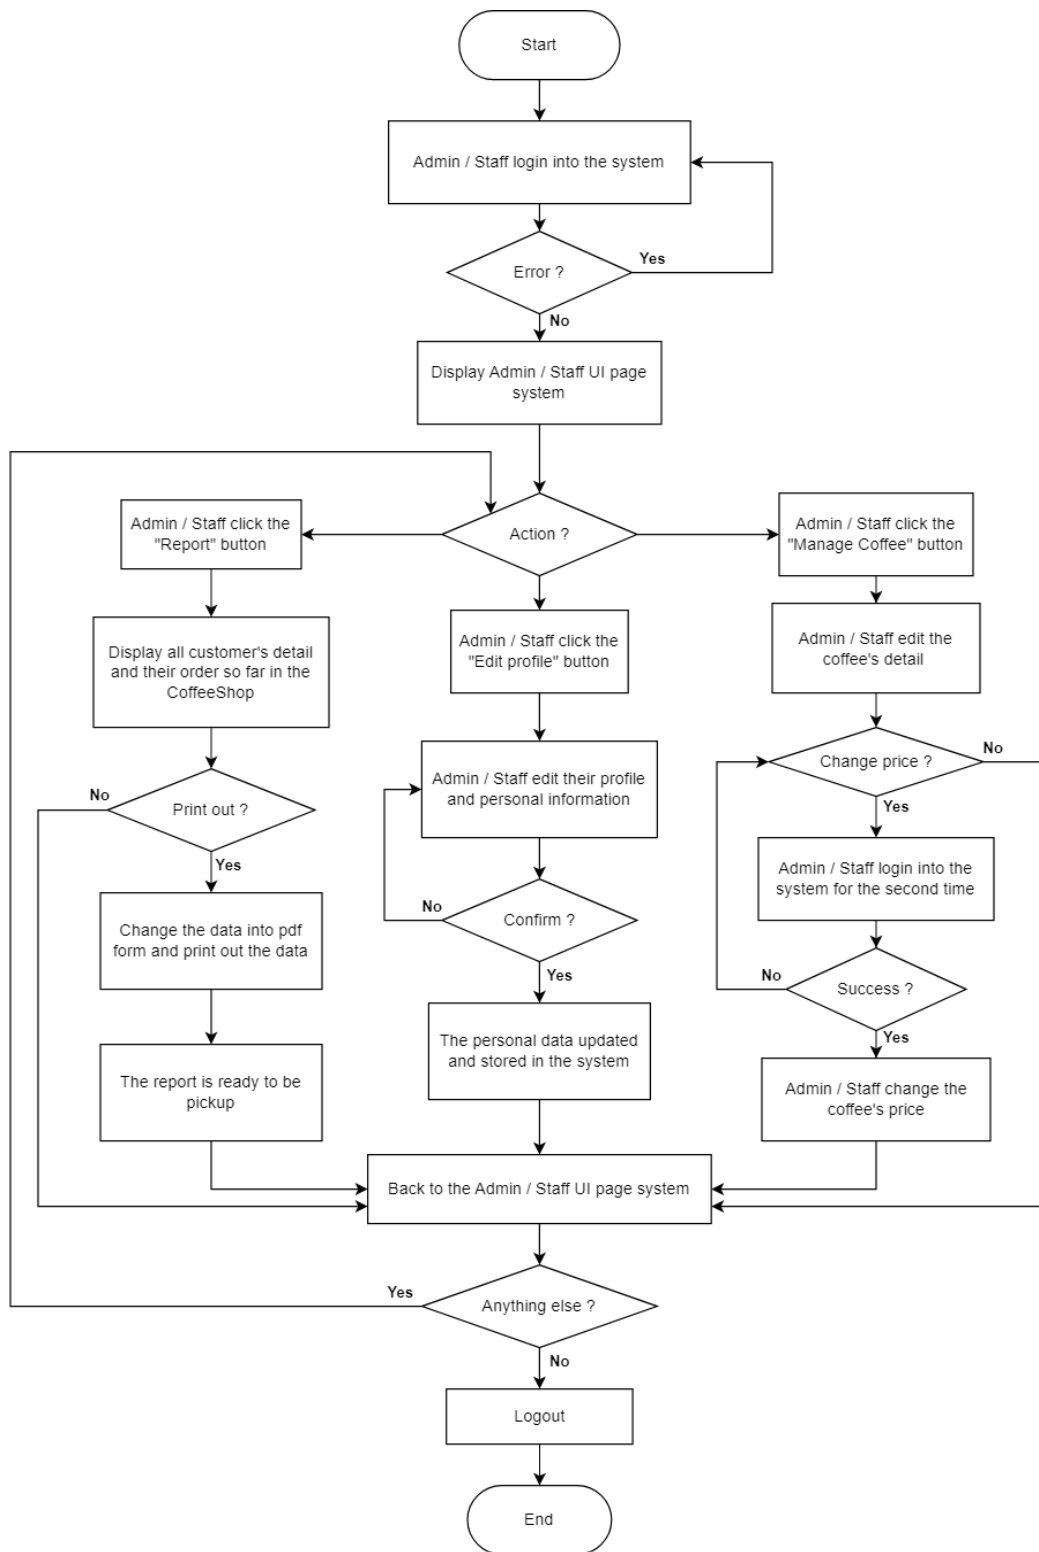 Start
Admin / Staff login into the system
Error ?
Yes
No
Display Admin / Staff UI page
system
Action ?
Admin / Staff click the
"Report" button
Display all customer's detail
and their order so far in the
CoffeeShop
Print out ?
No
Yes
Change the data into pdf
form and print out the data
The report is ready to be
pickup
Admin / Staff click the
"Edit profile" button
Admin / Staff edit their profile
and personal information
Confirm ?
No
Yes
The personal data updated
and stored in the system
Admin / Staff click the
"Manage Coffee" button
Admin / Staff edit the
coffee's detail
Change price ?
No
Yes
Admin / Staff login into the
system for the second time
Success ?
No
Yes
Admin / Staff change the
coffee's price
Back to the Admin / Staff UI page system
Anything else ?
Yes
No
Logout
End